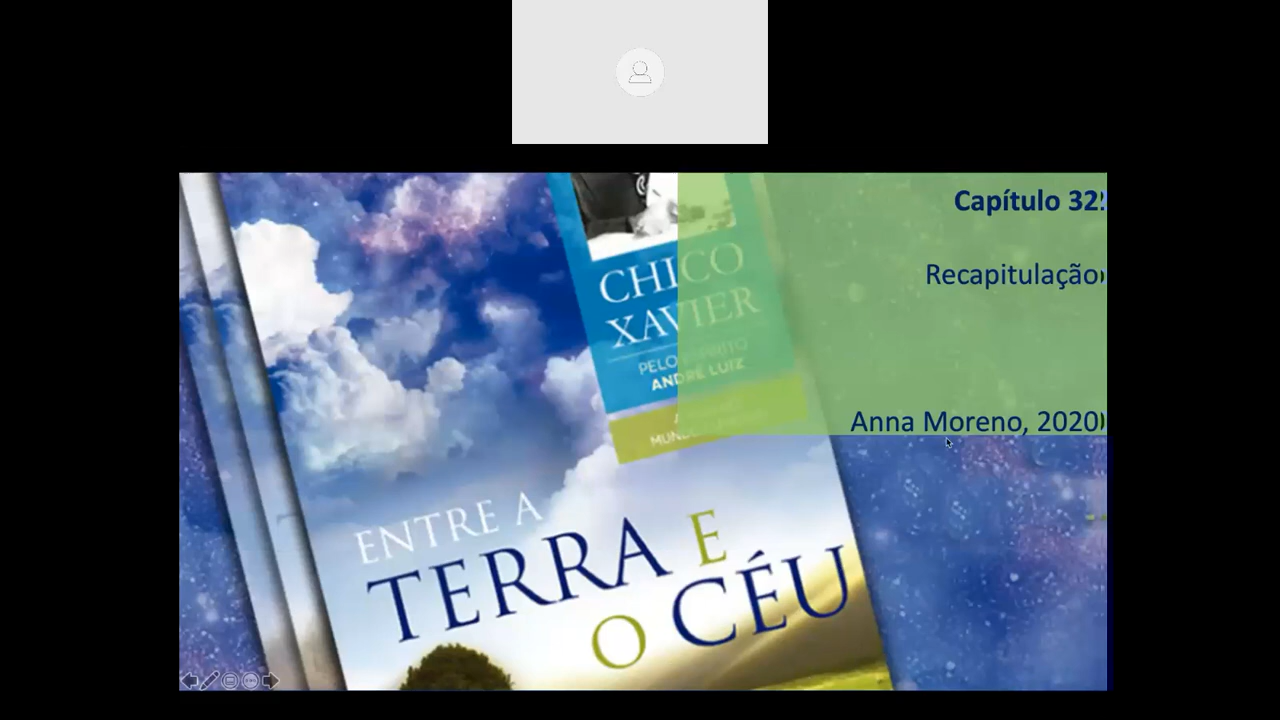 Capítulo 32
Recapitulação
Anna Moreno, 2020
CHICO
XAVIER
PELO ESPÍRITO
ANDRÉ LUIZ
ENTRE A
TERRA E
O CÉU